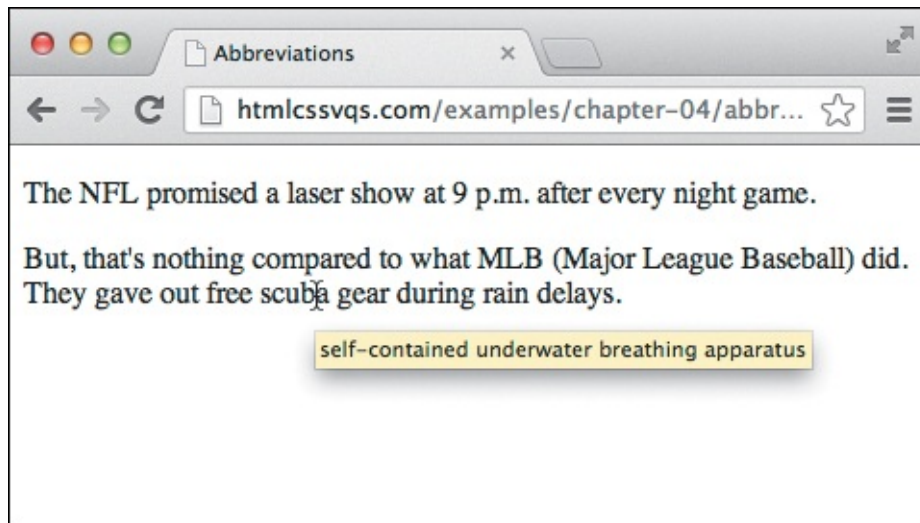 Abbreviations
htmlcssvqs.com/examples/chapter-04/abbr...
The NFL promised a laser show at 9 p.m. after every night game.
But, that's nothing compared to what MLB (Major League Baseball) did.
They gave out free scuba gear during rain delays.
self-contained underwater breathing apparatus